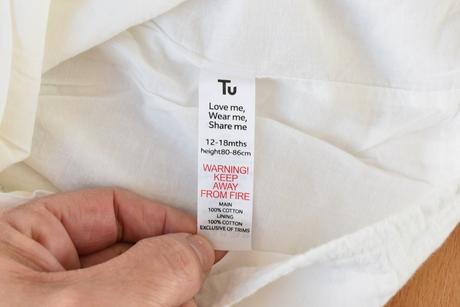 Tu
Love me,
Wear me,
Share me
12-18mths
height80-86cm
WARNING!
KEEP
AWAY
FROM FIRE
MAIN
100% COTTON
LINING
100% COTTON
EXCLUSIVE OF TRIMS